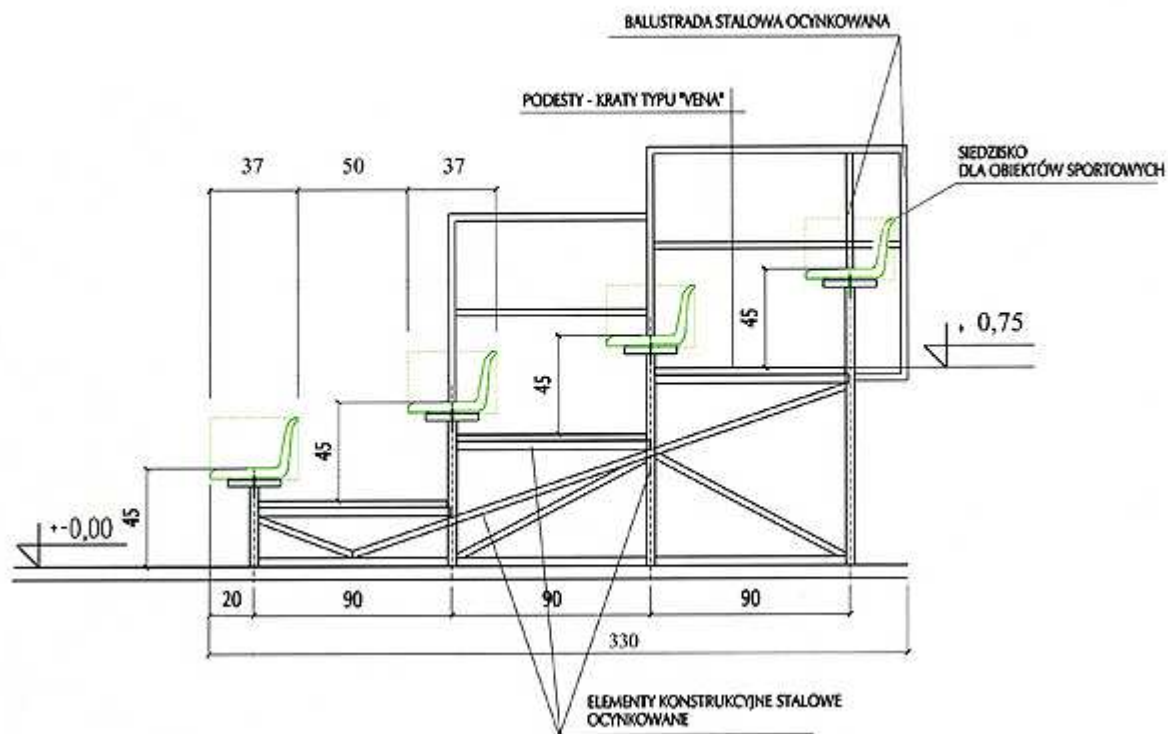 BALUSTRADA STALOWA OCYNKOWANA
PODESTY - KRATY TYPU "VENA"
SIEDZISKO
DLA OBIEKTÓW SPORTOWYCH
37 50 37
45
+ 0,75
45
45
+-0,00
45
20 90 90 90
330
ELEMENTY KONSTRUKCYJNE STALOWE
OCYNKOWANE